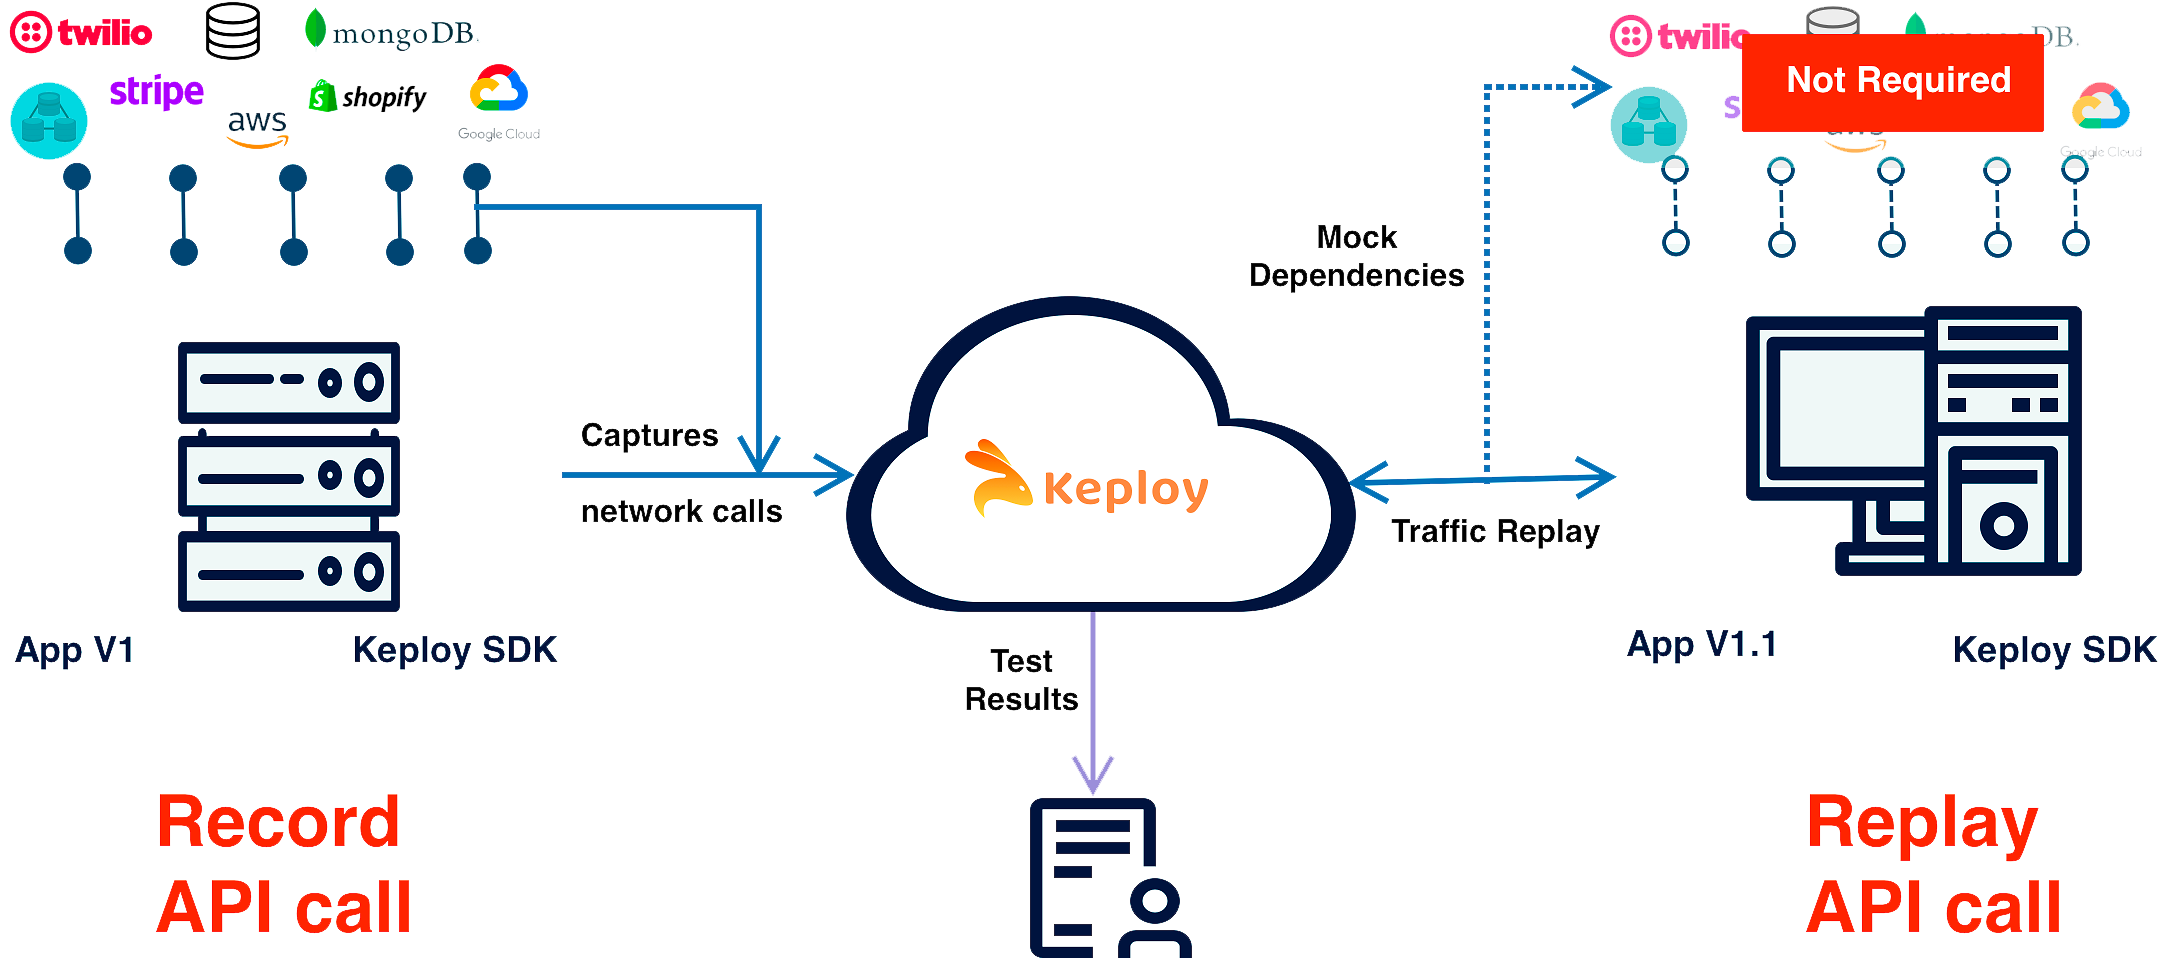 twilio
mongoDB.
stripe
aws
shopify
Google Cloud
Captures
network calls
App V1
Keploy SDK
Record
API call
Keploy
Test
Results
Mock
Dependencies
Traffic Replay
twilio
DB.
Not Required
aws
Google Cloud
App V1.1
Keploy SDK
Replay
API call